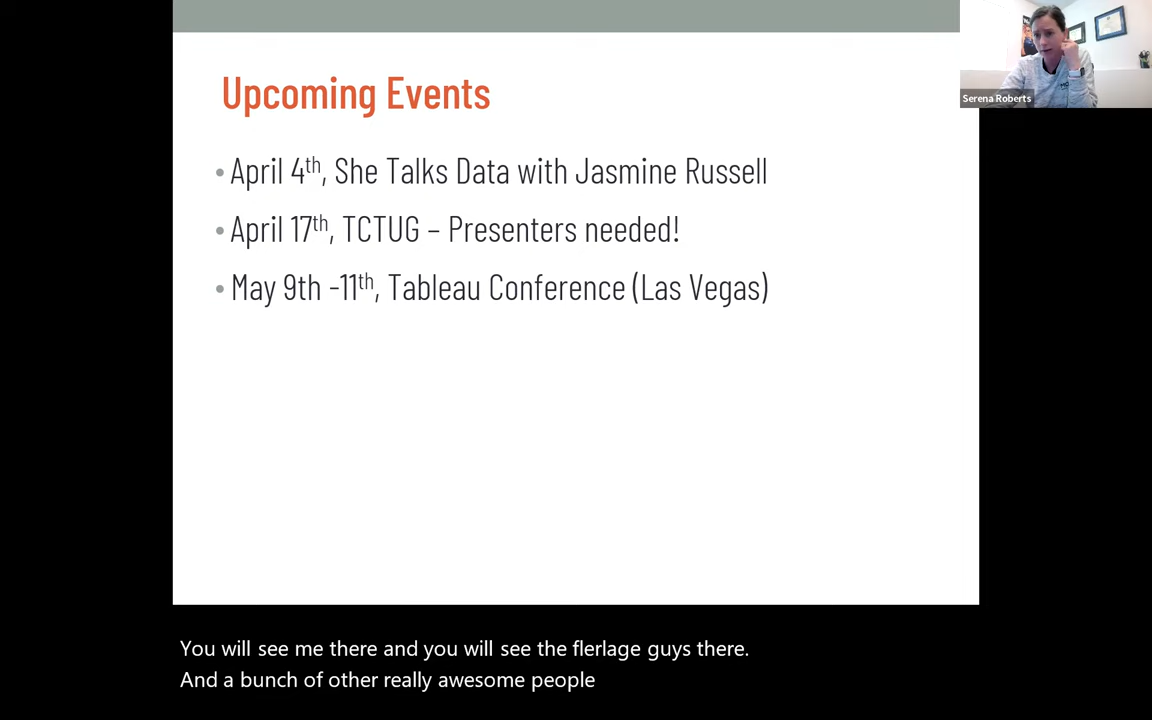 Upcoming Events
• April 4th, She Talks Data with Jasmine Russell
• April 17th, TCTUG – Presenters needed!
• May 9th -11th, Tableau Conference (Las Vegas)
Serena Roberts
You will see me there and you will see the flerlage guys there.
And a bunch of other really awesome people